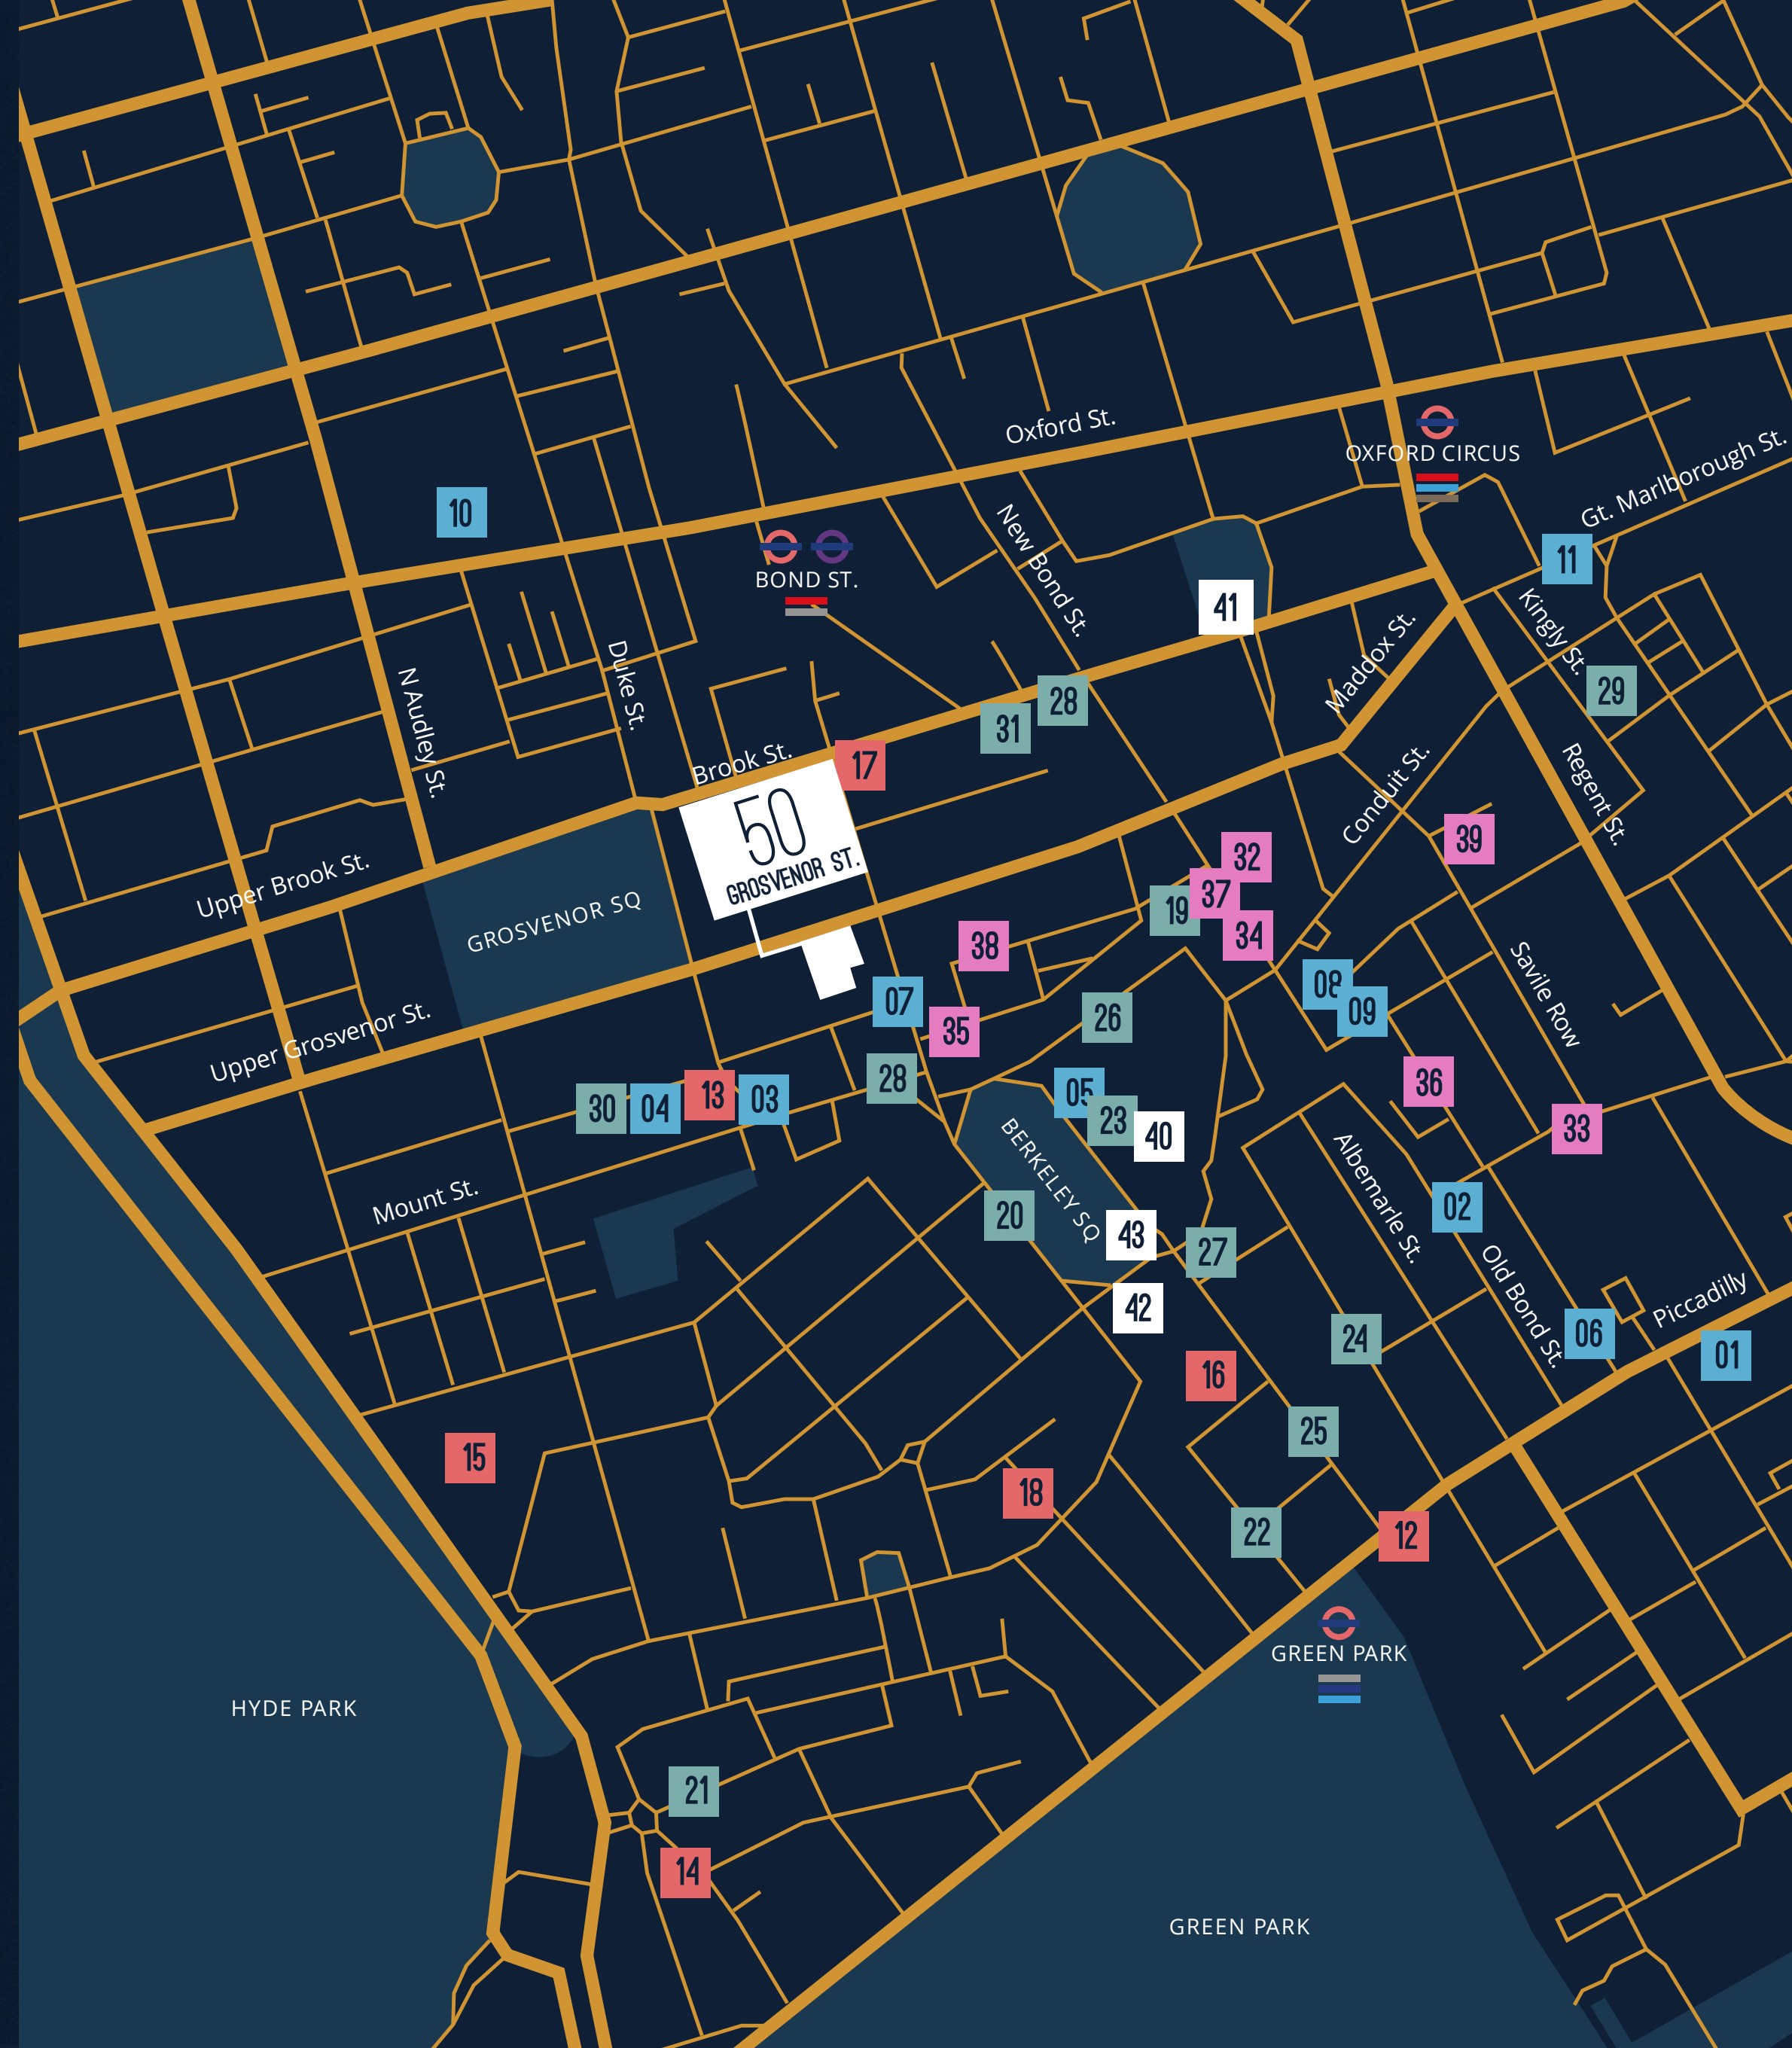 Oxford St.
OXFORD CIRCUS
Gt. Marlborough St.
10
New Bond St.
11
BOND ST.
41
Kingly St.
Maddox St.
29
N Audley St.
Duke St.
28
31
Brook St.
17
Regent St.
Conduit St.
50
GROSVENOR ST.
39
32
Upper Brook St.
37
19
GROSVENOR SQ
34
38
08
09
Savile Row
07
26
35
Upper Grosvenor St.
28
36
30
04
13
03
05
23
40
33
BERKELEY SQ
Albemarle St.
Mount St.
02
20
43
27
Old Bond St.
42
Piccadilly
24
06
01
16
25
15
18
22
12
GREEN PARK
HYDE PARK
21
14
GREEN PARK